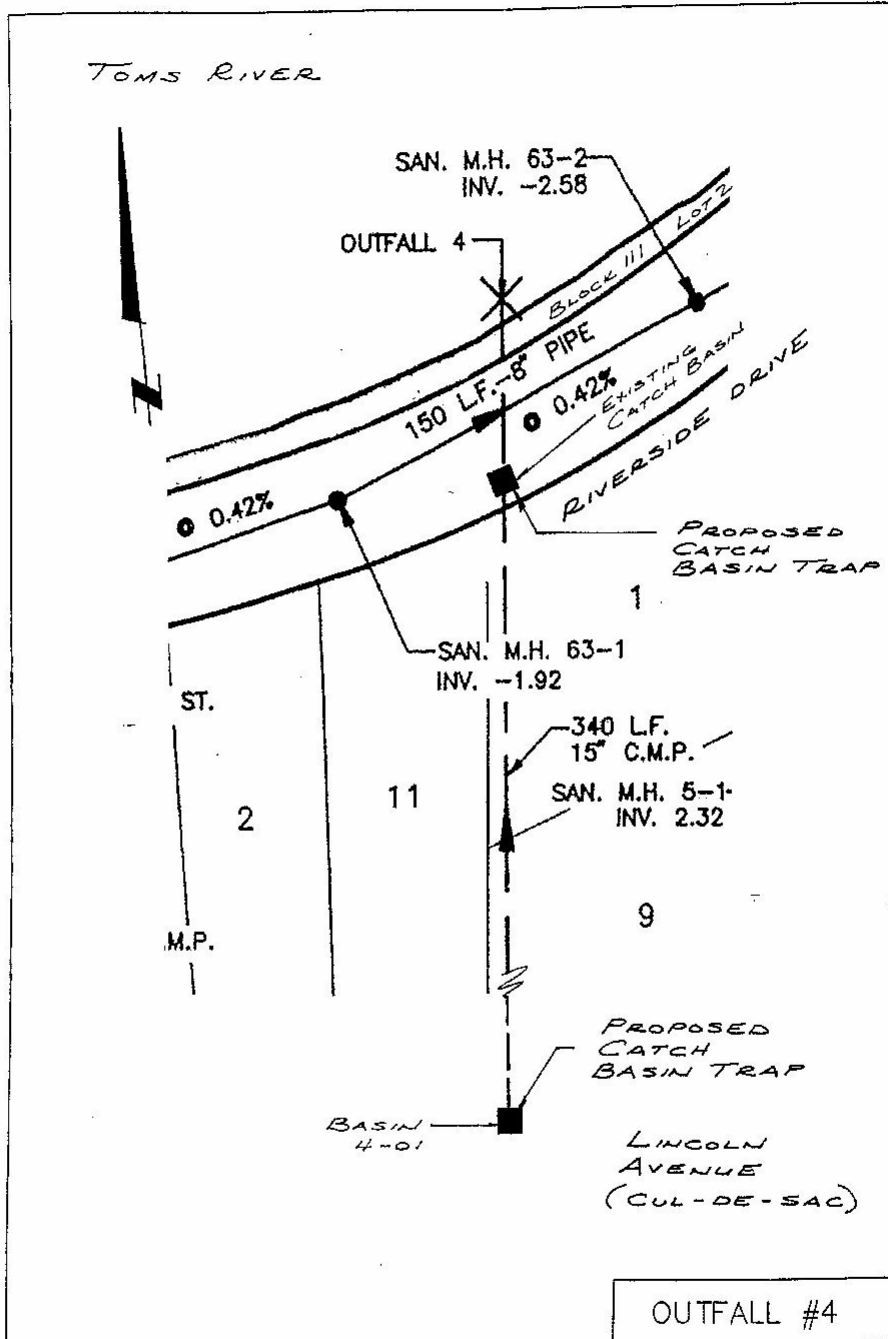 TOMS RIVER
SAN. M.H. 63-2
INV. -2.58
OUTFALL 4
BLOCK 111 LOT 2
150 L.F.-8" PIPE
0.42%
EXISTING
CATCH BASIN
RIVERSIDE DRIVE
0.42%
PROPOSED
CATCH
BASIN TRAP
1
SAN. M.H. 63-1
INV. -1.92
ST.
340 L.F.
15" C.M.P.
2
11
SAN. M.H. 5-1
INV. 2.32
9
M.P.
PROPOSED
CATCH
BASIN TRAP
BASIN
4-01
LINCOLN
AVENUE
(CUL-DE-SAC)
OUTFALL #4